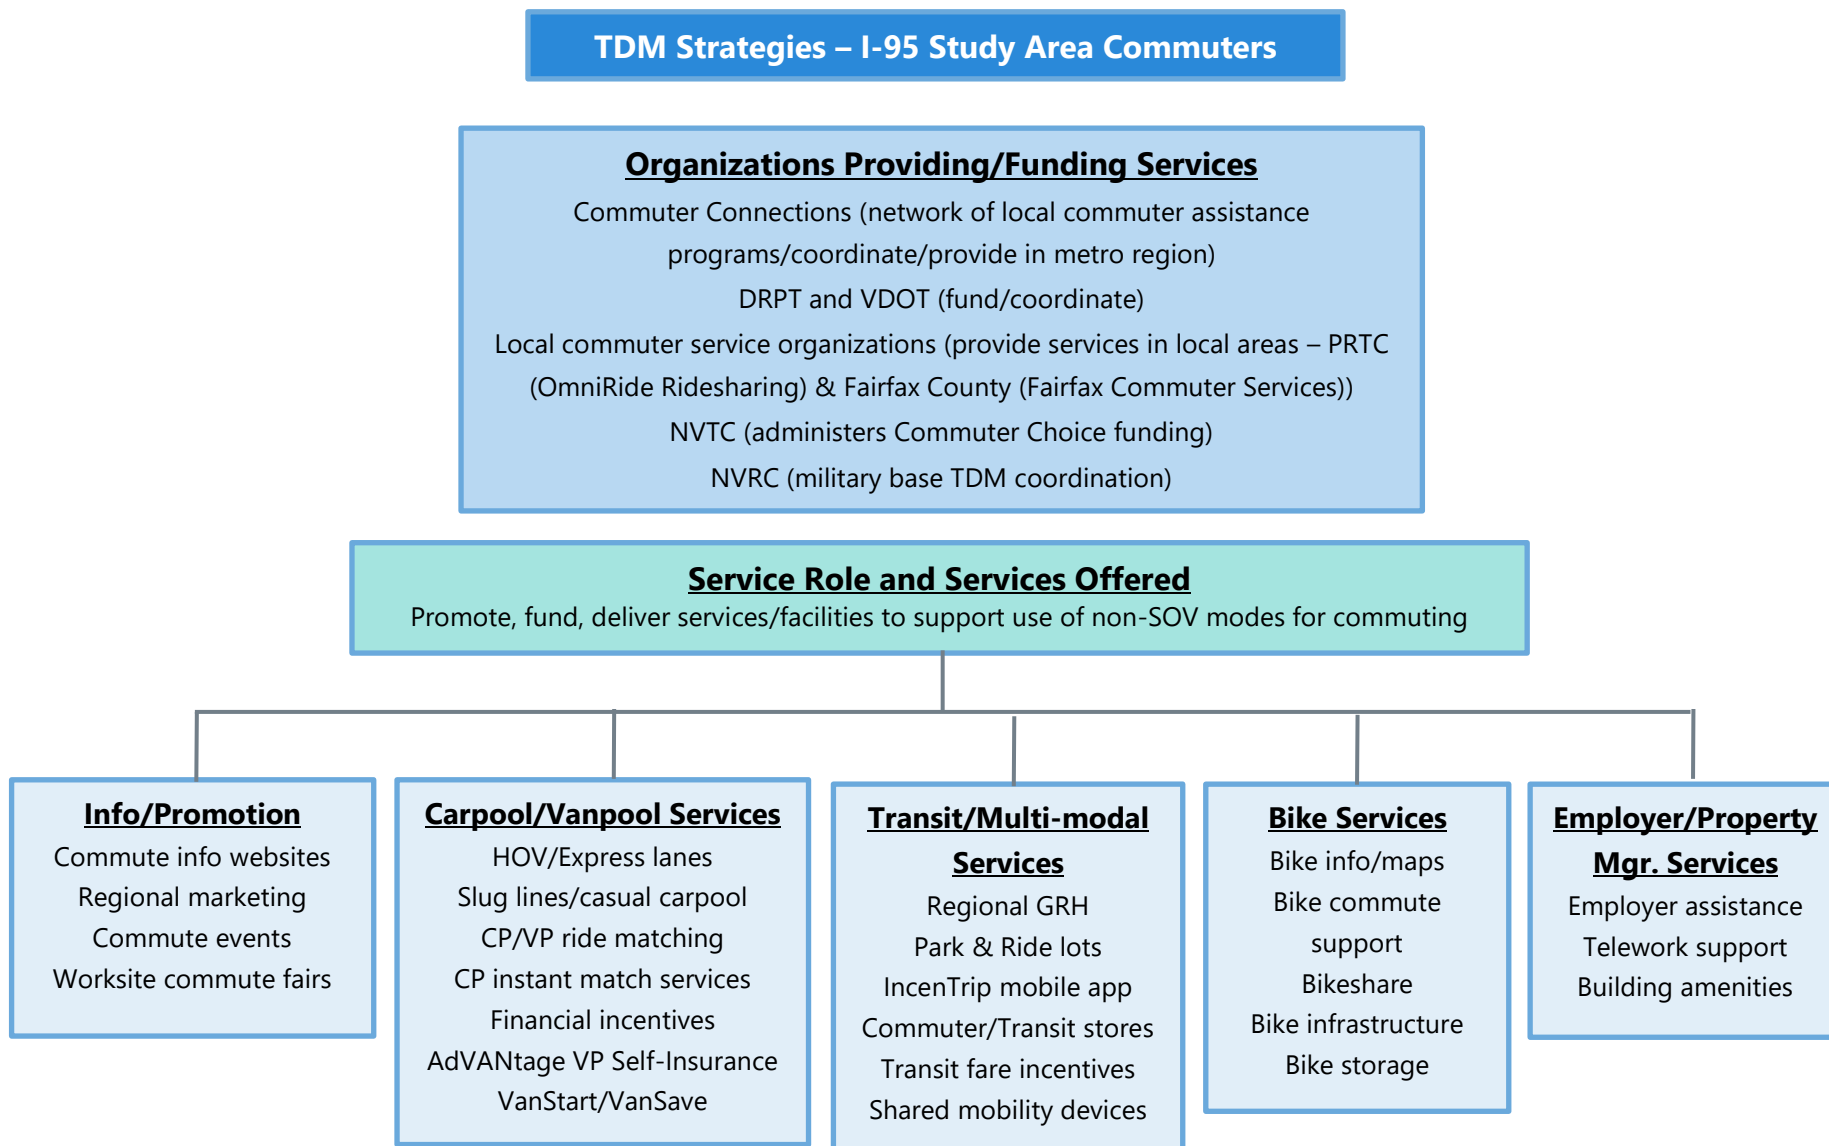 TDM Strategies – I-95 Study Area Commuters
Organizations Providing/Funding Services
Commuter Connections (network of local commuter assistance
programs/coordinate/provide in metro region)
DRPT and VDOT (fund/coordinate)
Local commuter service organizations (provide services in local areas – PRTC
(OmniRide Ridesharing) & Fairfax County (Fairfax Commuter Services))
NVTC (administers Commuter Choice funding)
NVRC (military base TDM coordination)
Service Role and Services Offered
Promote, fund, deliver services/facilities to support use of non-SOV modes for commuting
Info/Promotion
Commute info websites
Regional marketing
Commute events
Worksite commute fairs
Carpool/Vanpool Services
HOV/Express lanes
Slug lines/casual carpool
CP/VP ride matching
CP instant match services
Financial incentives
AdVANtage VP Self-Insurance
VanStart/VanSave
Transit/Multi-modal
Services
Regional GRH
Park & Ride lots
IncenTrip mobile app
Commuter/Transit stores
Transit fare incentives
Shared mobility devices
Bike Services
Bike info/maps
Bike commute
support
Bikeshare
Bike infrastructure
Bike storage
Employer/Property
Mgr. Services
Employer assistance
Telework support
Building amenities